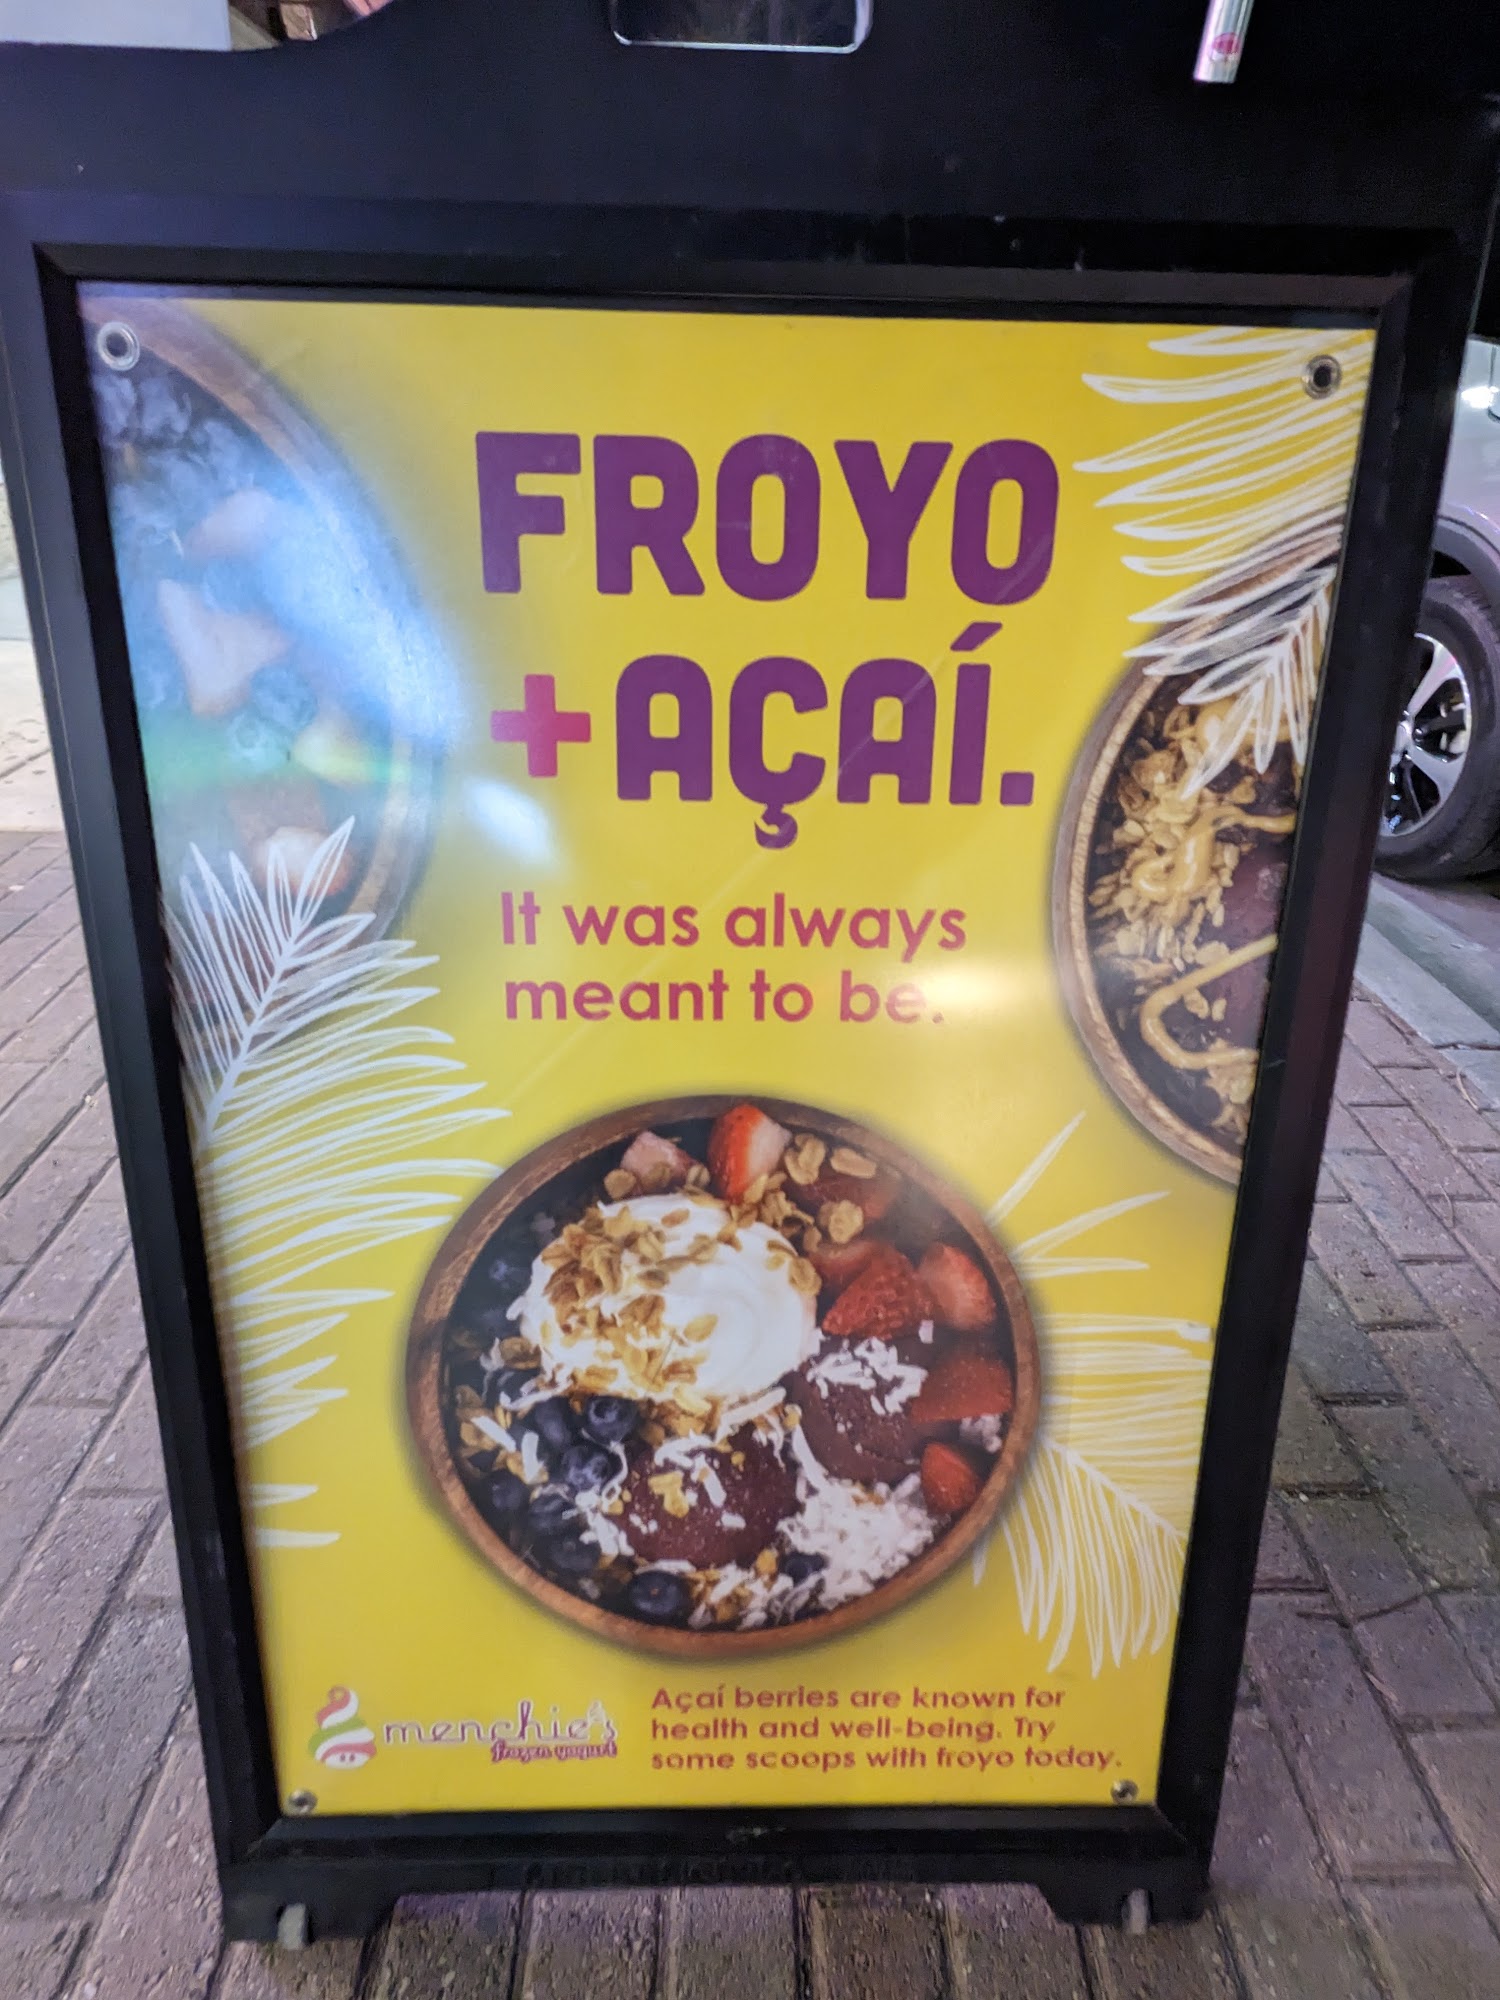 FROYO
+AÇAÍ.
It was always
meant to be.
menchie's
frozen yogurt
Açaí berries are known for
health and well-being. Try
some scoops with froyo today.